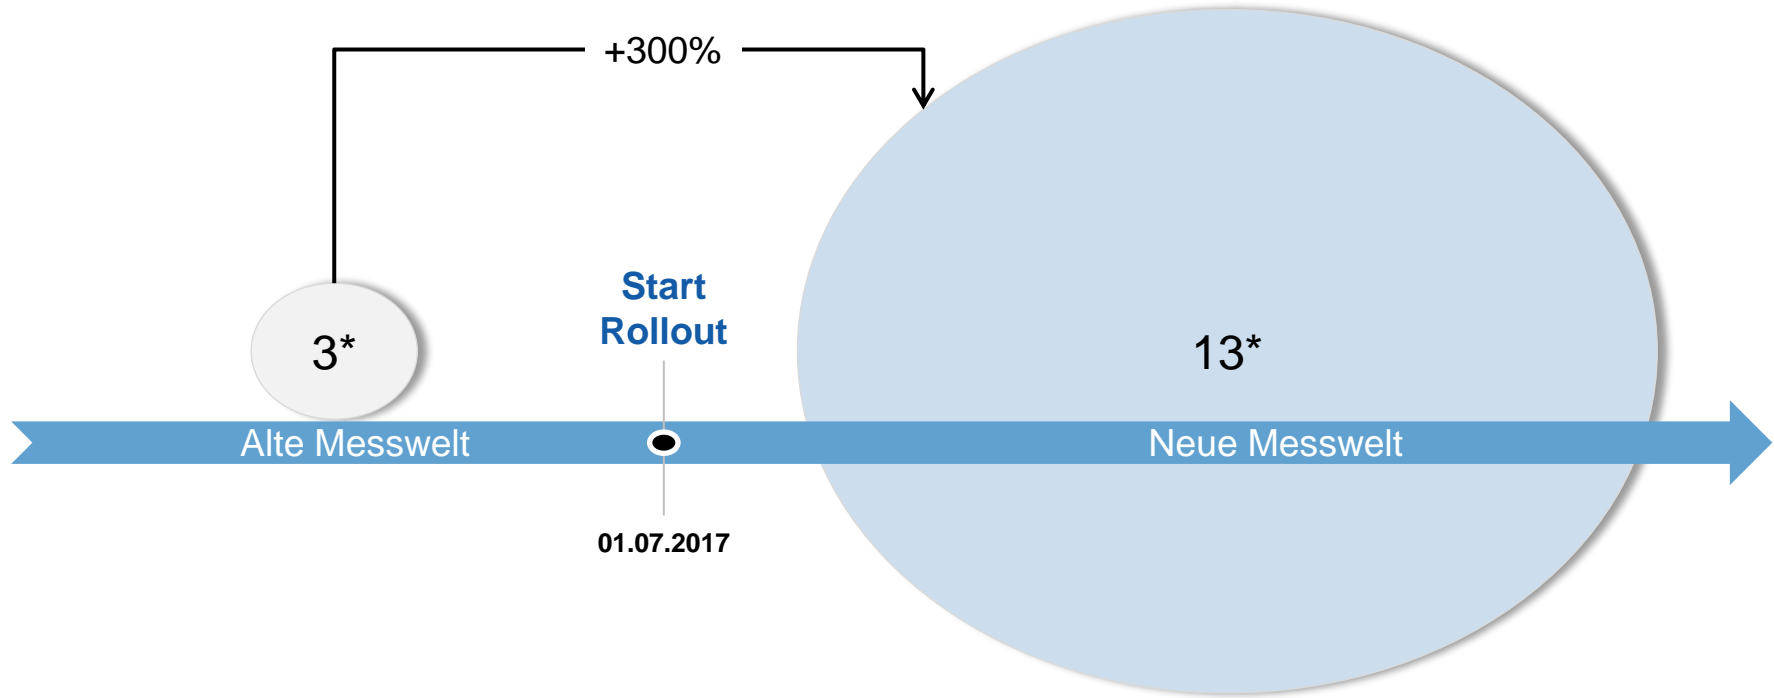 +300%
Start
Rollout
3*
13*
Alte Messwelt
Neue Messwelt
01.07.2017